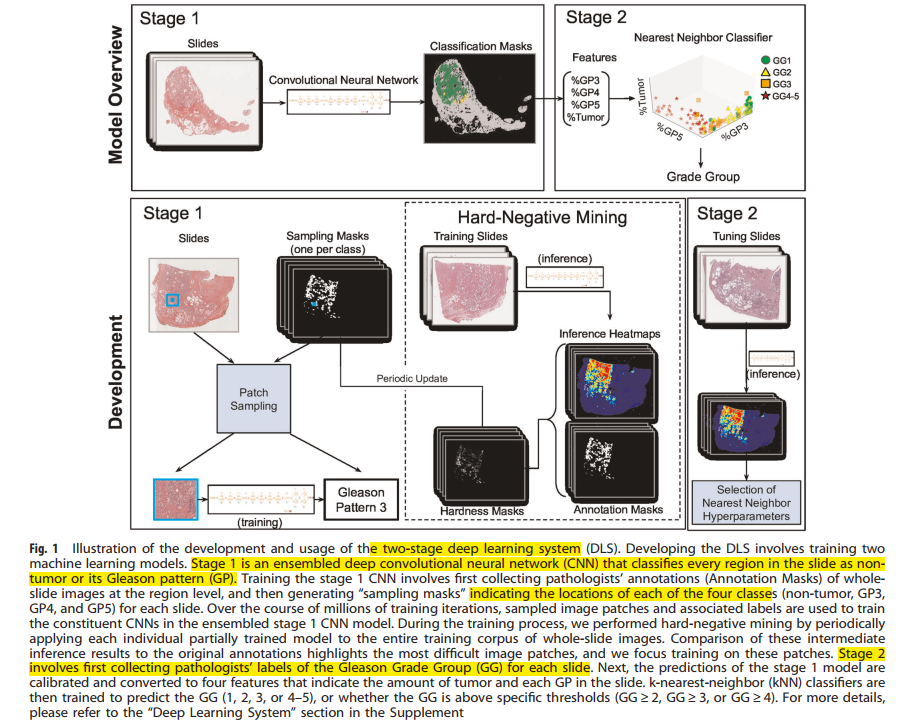 Model Overview
Stage 1
Slides
Convolutional Neural Network
Classification Masks
Stage 2
Features
%GP3
%GP4
%GP5
%Tumor
Nearest Neighbor Classifier
GG1
GG2
GG3
GG4-5
%Tumor
%GP5
%GP3
Grade Group
Development
Stage 1
Slides
Sampling Masks
(one per class)
Patch
Sampling
(training)
Gleason
Pattern 3
Hard-Negative Mining
Training Slides
(inference)
Inference Heatmaps
Periodic Update
Hardness Masks
Annotation Masks
Stage 2
Tuning Slides
(inference)
Selection of
Nearest Neighbor
Hyperparameters
Fig. 1 Illustration of the development and usage of the two-stage deep learning system (DLS). Developing the DLS involves training two
machine learning models. Stage 1 is an ensembled deep convolutional neural network (CNN) that classifies every region in the slide as non-
tumor or its Gleason pattern (GP). Training the stage 1 CNN involves first collecting pathologists' annotations (Annotation Masks) of whole-
slide images at the region level, and then generating “sampling masks” indicating the locations of each of the four classes (non-tumor, GP3,
GP4, and GP5) for each slide. Over the course of millions of training iterations, sampled image patches and associated labels are used to train
the constituent CNNs in the ensembled stage 1 CNN model. During the training process, we performed hard-negative mining by periodically
applying each individual partially trained model to the entire training corpus of whole-slide images. Comparison of these intermediate
inference results to the original annotations highlights the most difficult image patches, and we focus training on these patches. Stage 2
involves first collecting pathologists' labels of the Gleason Grade Group (GG) for each slide. Next, the predictions of the stage 1 model are
calibrated and converted to four features that indicate the amount of tumor and each GP in the slide. k-nearest-neighbor (kNN) classifiers are
then trained to predict the GG (1, 2, 3, or 4–5), or whether the GG is above specific thresholds (GG ≥ 2, GG ≥ 3, or GG ≥ 4). For more details,
please refer to the “Deep Learning System” section in the Supplement